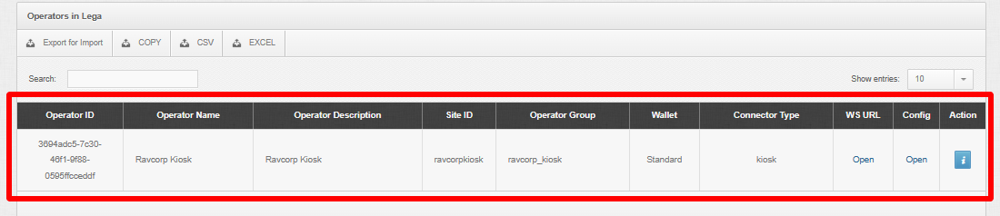 Operators in Lega
Export for Import COPY CSV EXCEL
Search: Show entries: 10
Operator ID Operator Name Operator Description Site ID Operator Group Wallet Connector Type WS URL Config Action
3694adc5-7c30-
46f1-9f88-
0595ffcceddf
Ravcorp Kiosk Ravcorp Kiosk ravcorpkiosk ravcorp_kiosk Standard kiosk Open Open i